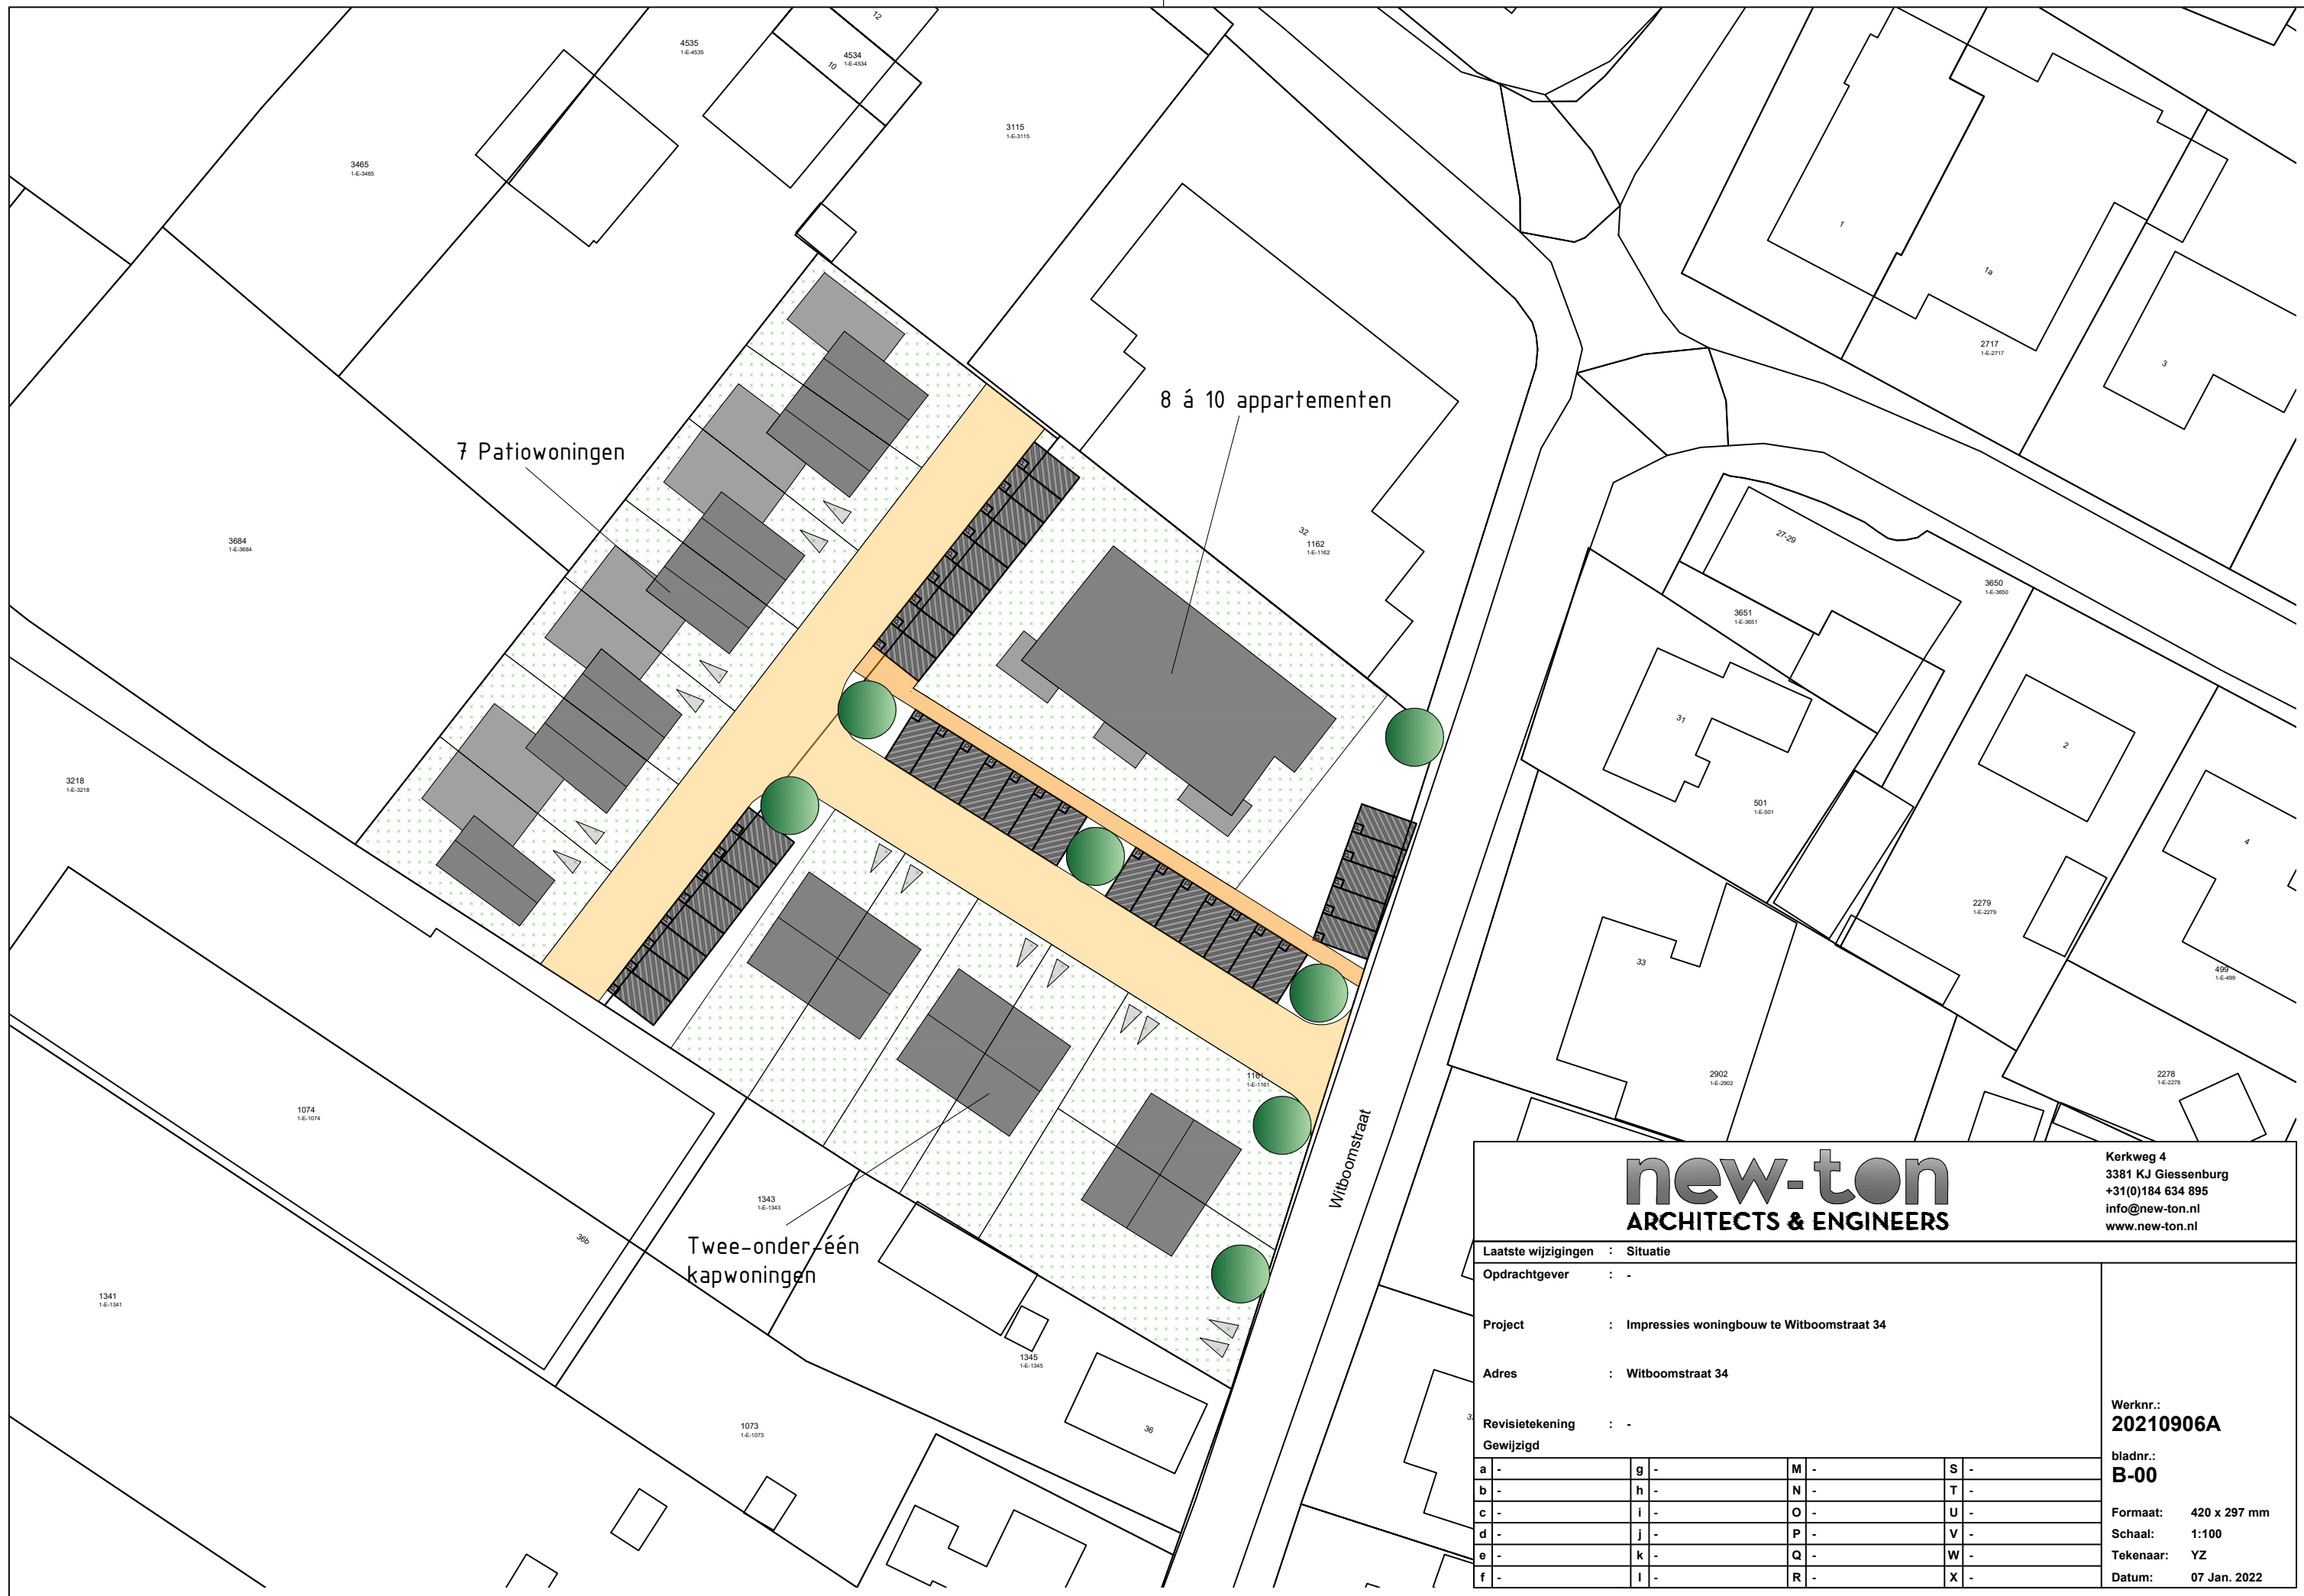 12
4535
1-E-4535
4534
1-E-4534
10
3115
1-E-3115
3465
1-E-3465
1
1a
2717
1-E-2717
3
8 á 10 appartementen
7 Patiowoningen
32
1162
1-E-1162
27-29
3684
1-E-3684
3650
1-E-3650
3651
1-E-3651
31
2
3218
1-E-3218
501
1-E-501
4
2279
1-E-2279
33
499
1-E-499
2902
1-E-2902
2278
1-E-2278
1161
1-E-1161
1074
1-E-1074
Witboomstraat
1343
1-E-1343
36b
Twee-onder-één
kapwoningen
1341
1-E-1341
1345
1-E-1345
36
1073
1-E-1073
new-ton
ARCHITECTS & ENGINEERS
Kerkweg 4
3381 KJ Giessenburg
+31(0)184 634 895
info@new-ton.nl
www.new-ton.nl
Laatste wijzigingen : Situatie
Opdrachtgever : -
Project : Impressies woningbouw te Witboomstraat 34
Adres : Witboomstraat 34
Revisietekening : -
Gewijzigd
a - g - M - S -
b - h - N - T -
c - i - O - U -
d - j - P - V -
e - k - Q - W -
f - l - R - X -
Werknr.:
20210906A
bladnr.:
B-00
Formaat: 420 x 297 mm
Schaal: 1:100
Tekenaar: YZ
Datum: 07 Jan. 2022